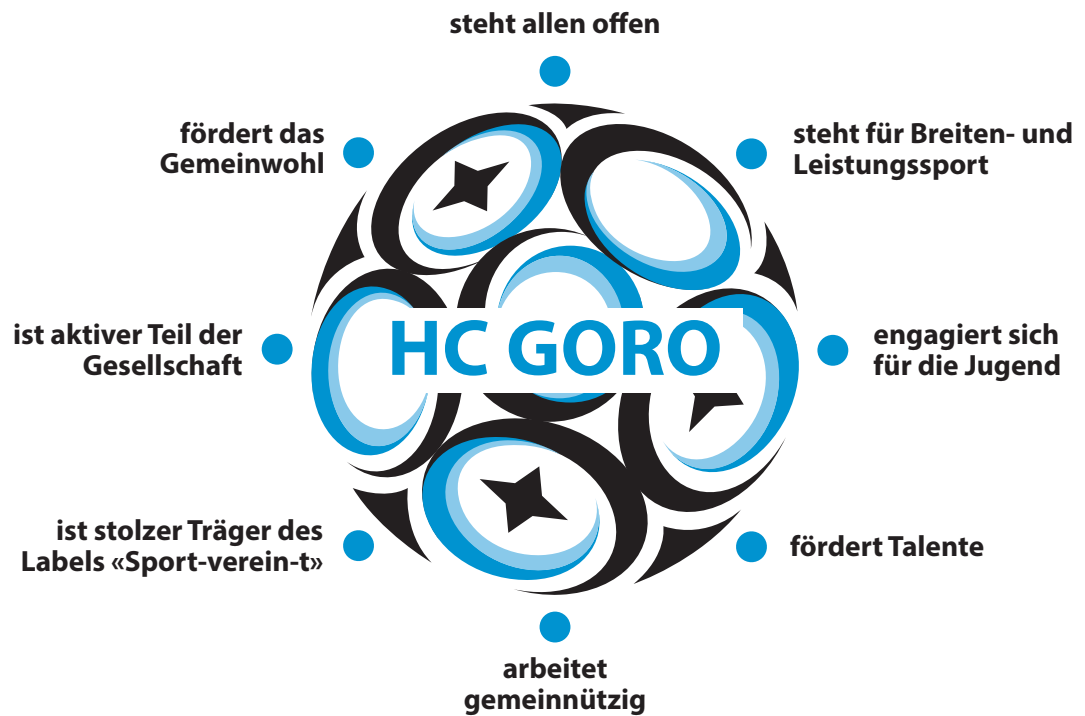 steht allen offen
fördert das
Gemeinwohl
steht für Breiten- und
Leistungssport
ist aktiver Teil der
Gesellschaft
HC GORO
engagiert sich
für die Jugend
ist stolzer Träger des
Labels «Sport-verein-t»
fördert Talente
arbeitet
gemeinnützig